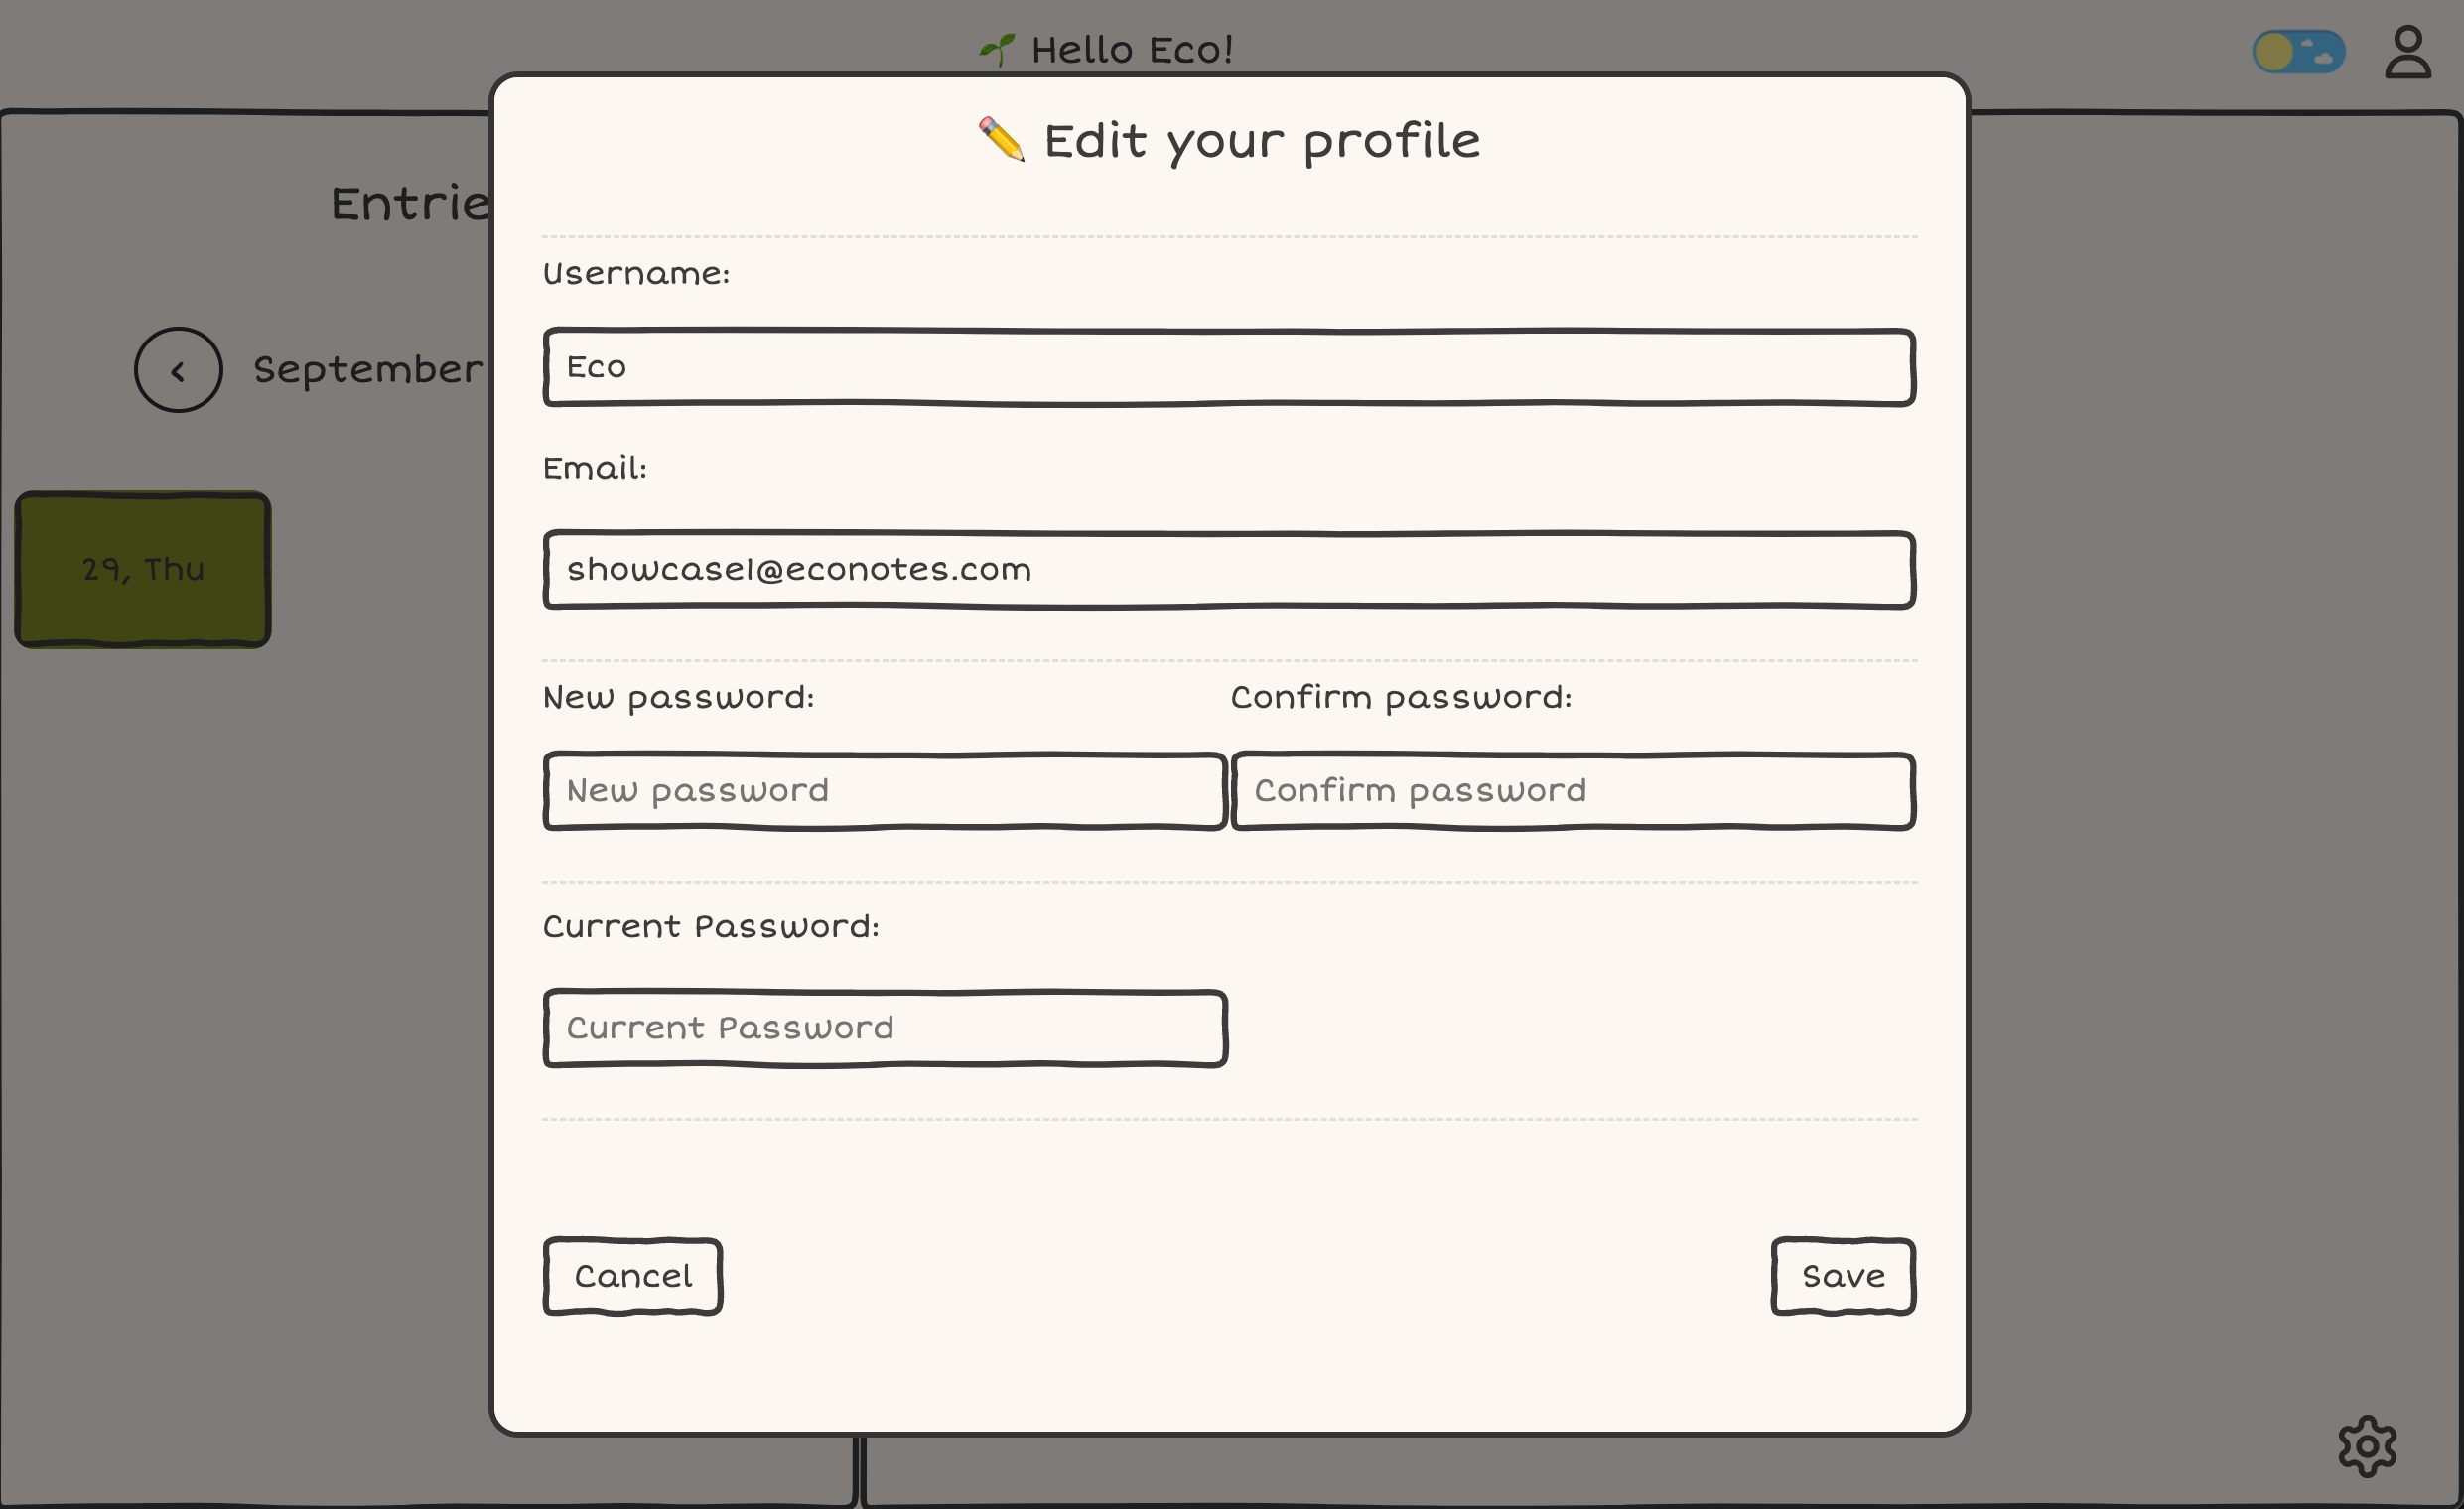 🌱 Hello Eco!
✏️ Edit your profile
Entrie
Username:
Eco
September
Email:
showcase1@econotes.com
29, Thu
New password:
Confirm password:
New password
Confirm password
Current Password:
Current Password
Cancel
Save